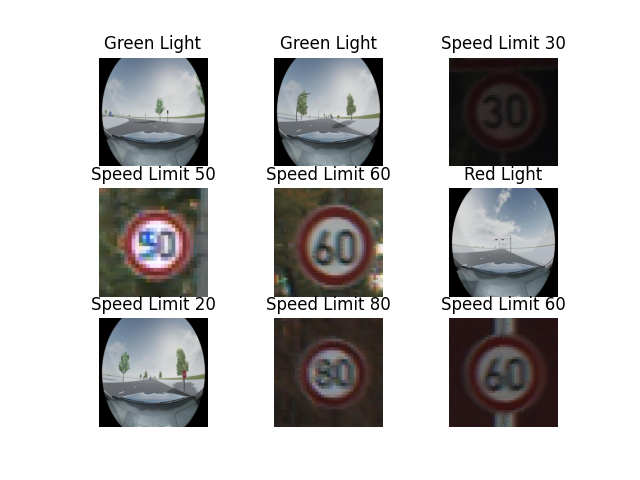 Green Light
Green Light
Speed Limit 30
30
Speed Limit 50
Speed Limit 60
Red Light
50
60
Speed Limit 20
Speed Limit 80
Speed Limit 60
80
60